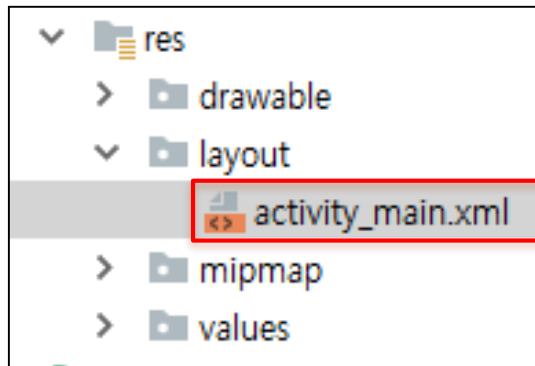 res
drawable
layout
activity_main.xml
mipmap
values